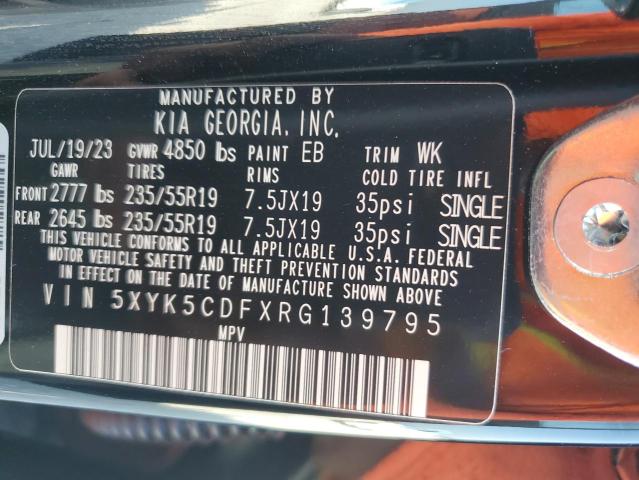 MANUFACTURED BY
KIA GEORGIA, INC.
JUL/19/23 GVWR 4850 lbs PAINT EB TRIM WK
GAWR TIRES RIMS COLD TIRE INFL
FRONT 2777 lbs 235/55R19 7.5JX19 35psi SINGLE
REAR 2645 lbs 235/55R19 7.5JX19 35psi SINGLE
THIS VEHICLE CONFORMS TO ALL APPLICABLE U.S.A. FEDERAL
MOTOR VEHICLE SAFETY AND THEFT PREVENTION STANDARDS
IN EFFECT ON THE DATE OF MANUFACTURE SHOWN ABOVE.
VIN 5XYK5CDFXRG139795
MPV